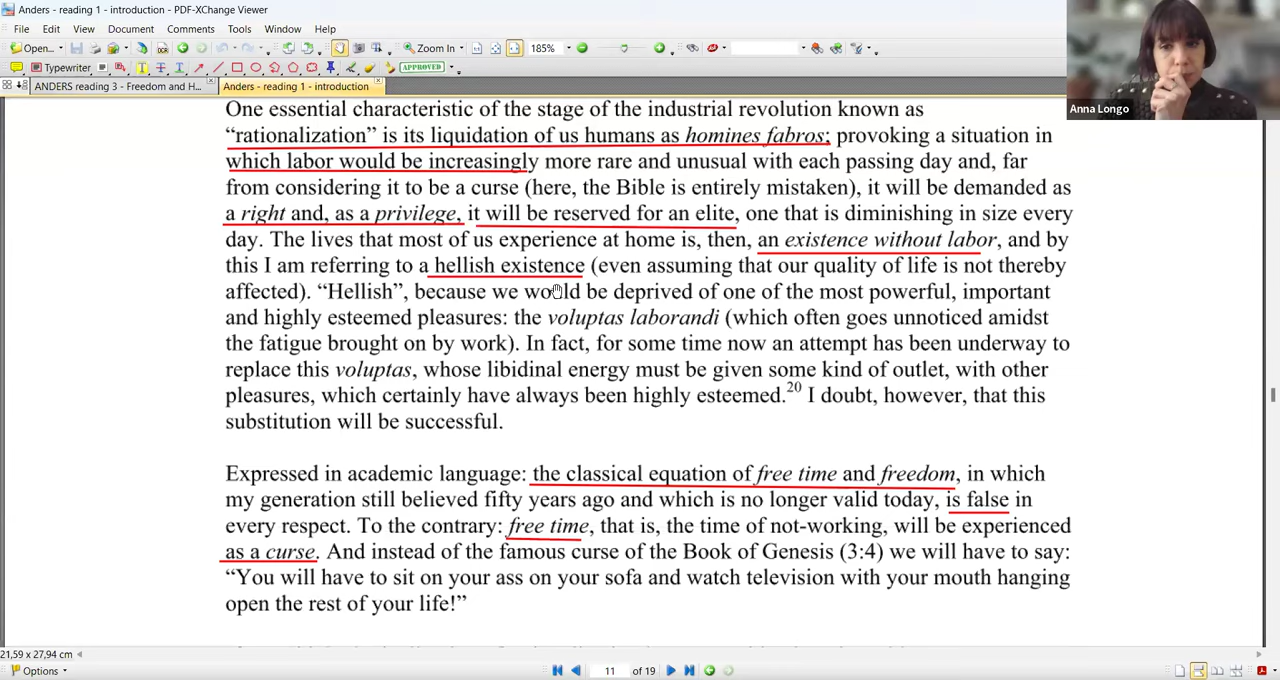 Anders - reading 1 - introduction - PDF-XChange Viewer
File Edit View Document Comments Tools Window Help
Open... Zoom In 185%
Typewriter APPROVED
ANDERS reading 3 - Freedom and H... Anders - reading 1 - introduction
Anna Longo
One essential characteristic of the stage of the industrial revolution known as
“rationalization” is its liquidation of us humans as homines fabros; provoking a situation in
which labor would be increasingly more rare and unusual with each passing day and, far
from considering it to be a curse (here, the Bible is entirely mistaken), it will be demanded as
a right and, as a privilege, it will be reserved for an elite, one that is diminishing in size every
day. The lives that most of us experience at home is, then, an existence without labor, and by
this I am referring to a hellish existence (even assuming that our quality of life is not thereby
affected). “Hellish”, because we would be deprived of one of the most powerful, important
and highly esteemed pleasures: the voluptas laborandi (which often goes unnoticed amidst
the fatigue brought on by work). In fact, for some time now an attempt has been underway to
replace this voluptas, whose libidinal energy must be given some kind of outlet, with other
pleasures, which certainly have always been highly esteemed.20 I doubt, however, that this
substitution will be successful.
Expressed in academic language: the classical equation of free time and freedom, in which
my generation still believed fifty years ago and which is no longer valid today, is false in
every respect. To the contrary: free time, that is, the time of not-working, will be experienced
as a curse. And instead of the famous curse of the Book of Genesis (3:4) we will have to say:
“You will have to sit on your ass on your sofa and watch television with your mouth hanging
open the rest of your life!”
21,59 x 27,94 cm
Options 11 of 19